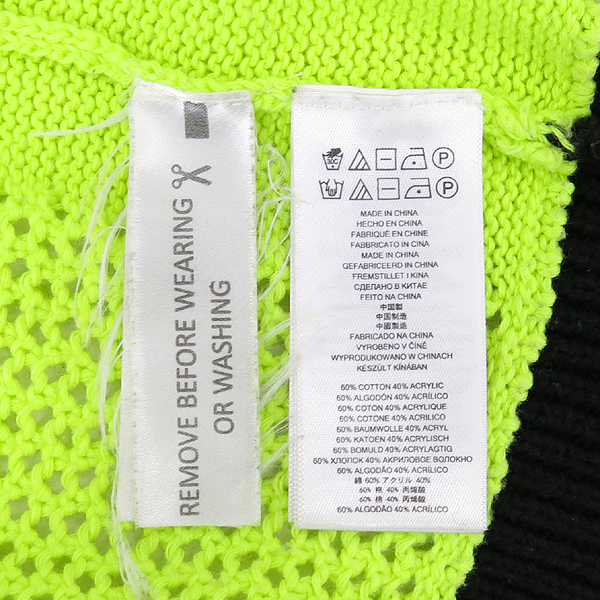 REMOVE BEFORE WEARING
OR WASHING
30C
P
P
MADE IN CHINA
HECHO EN CHINA
FABRIQUÉ EN CHINE
FABRICATO IN CINA
MADE IN CHINA
GEFABRICEERD IN CHINA
FREMSTILLET I KINA
СДЕЛАНО В КИТАЕ
FEITO NA CHINA
中国製
中国制造
中國製造
FABRICADO NA CHINA
VYROBENO V ČÍNĚ
WYPRODUKOWANO W CHINACH
KÉSZÜLT KÍNÁBAN
60% COTTON 40% ACRYLIC
60% ALGODÓN 40% ACRÍLICO
60% COTON 40% ACRYLIQUE
60% COTONE 40% ACRILICO
60% BAUMWOLLE 40% ACRYL
60% KATOEN 40% ACRYLISCH
60% BOMULD 40% ACRYLAGTIG
60% ХЛОПОК 40% АКРИЛОВОЕ ВОЛОКНО
60% ALGODÃO 40% ACRÍLICO
綿 60% アクリル 40%
60% 棉 40% 丙烯酸
60% 棉 40% 丙烯酸
60% ALGODÃO 40% ACRÍLICO